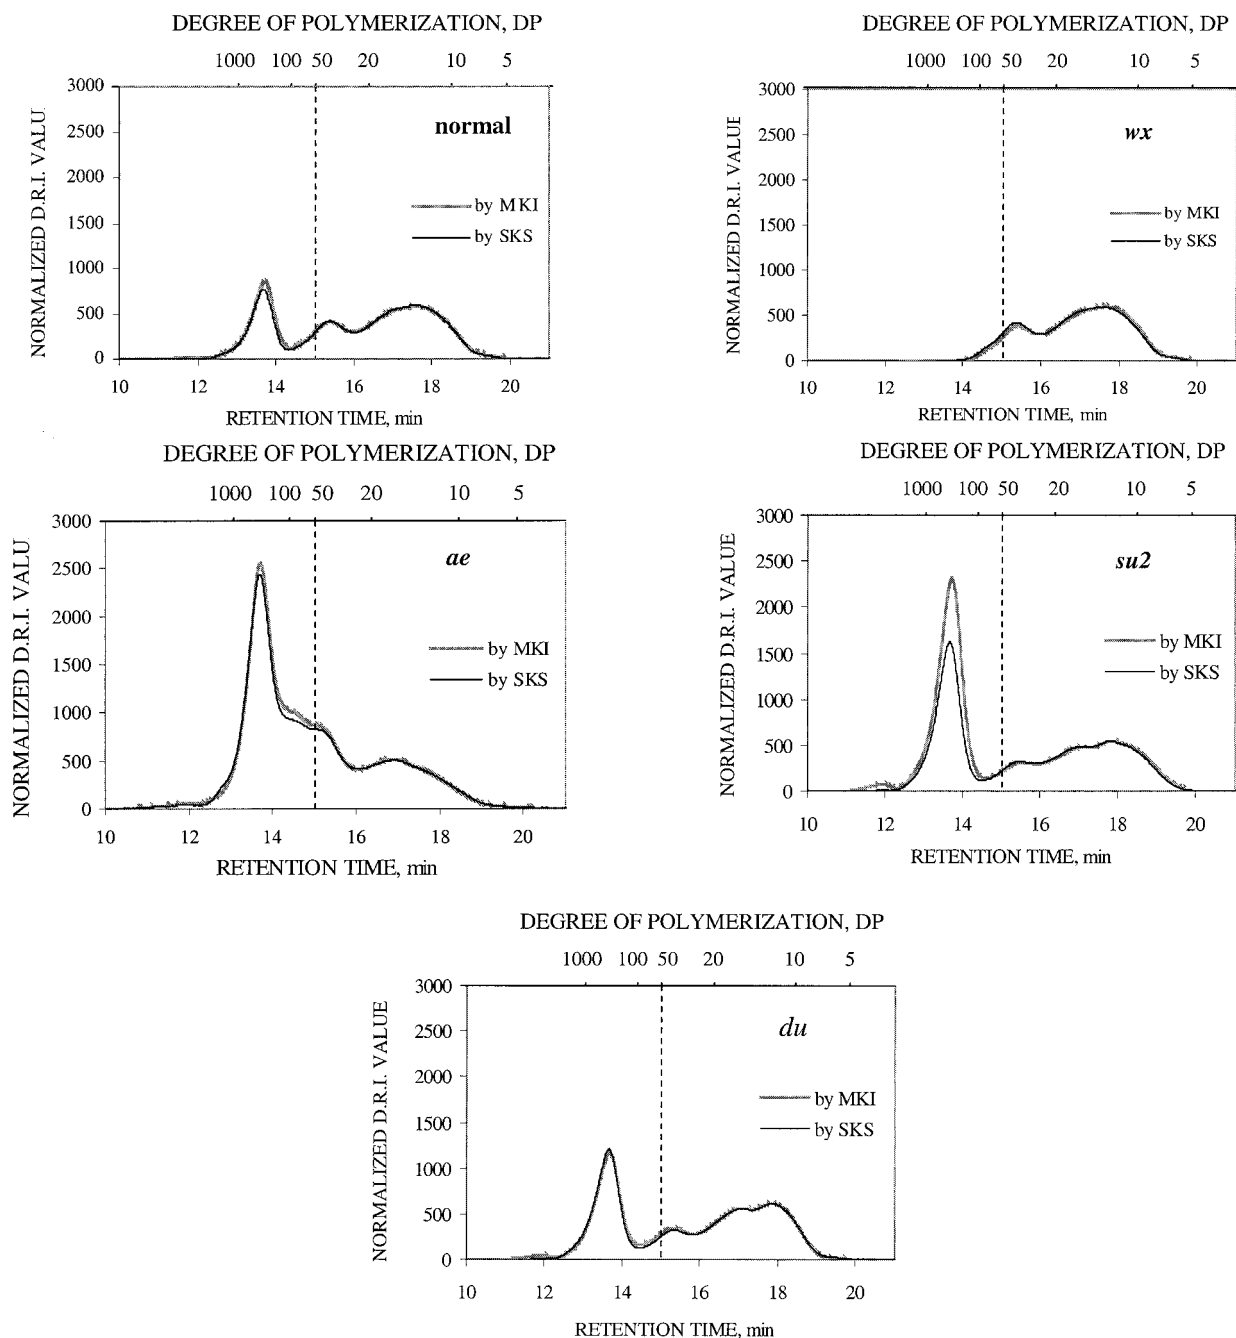 DEGREE OF POLYMERIZATION, DP
1000 100 50 20 10 5
3000
2500
2000
1500
1000
500
0
NORMALIZED D.R.I. VALU
normal
by MKI
by SKS
10 12 14 16 18 20
RETENTION TIME, min
DEGREE OF POLYMERIZATION, DP
1000 100 50 20 10 5
3000
2500
2000
1500
1000
500
0
NORMALIZED D.R.I. VALUE
wx
by MKI
by SKS
10 12 14 16 18 20
RETENTION TIME, min
DEGREE OF POLYMERIZATION, DP
1000 100 50 20 10 5
3000
2500
2000
1500
1000
500
0
NORMALIZED D.R.I. VALU
ae
by MKI
by SKS
10 12 14 16 18 20
RETENTION TIME, min
DEGREE OF POLYMERIZATION, DP
1000 100 50 20 10 5
3000
2500
2000
1500
1000
500
0
NORMALIZED D.R.I. VALUE
su2
by MKI
by SKS
10 12 14 16 18 20
RETENTION TIME, min
DEGREE OF POLYMERIZATION, DP
1000 100 50 20 10 5
3000
2500
2000
1500
1000
500
0
NORMALIZED D.R.I. VALUE
du
by MKI
by SKS
10 12 14 16 18 20
RETENTION TIME, min